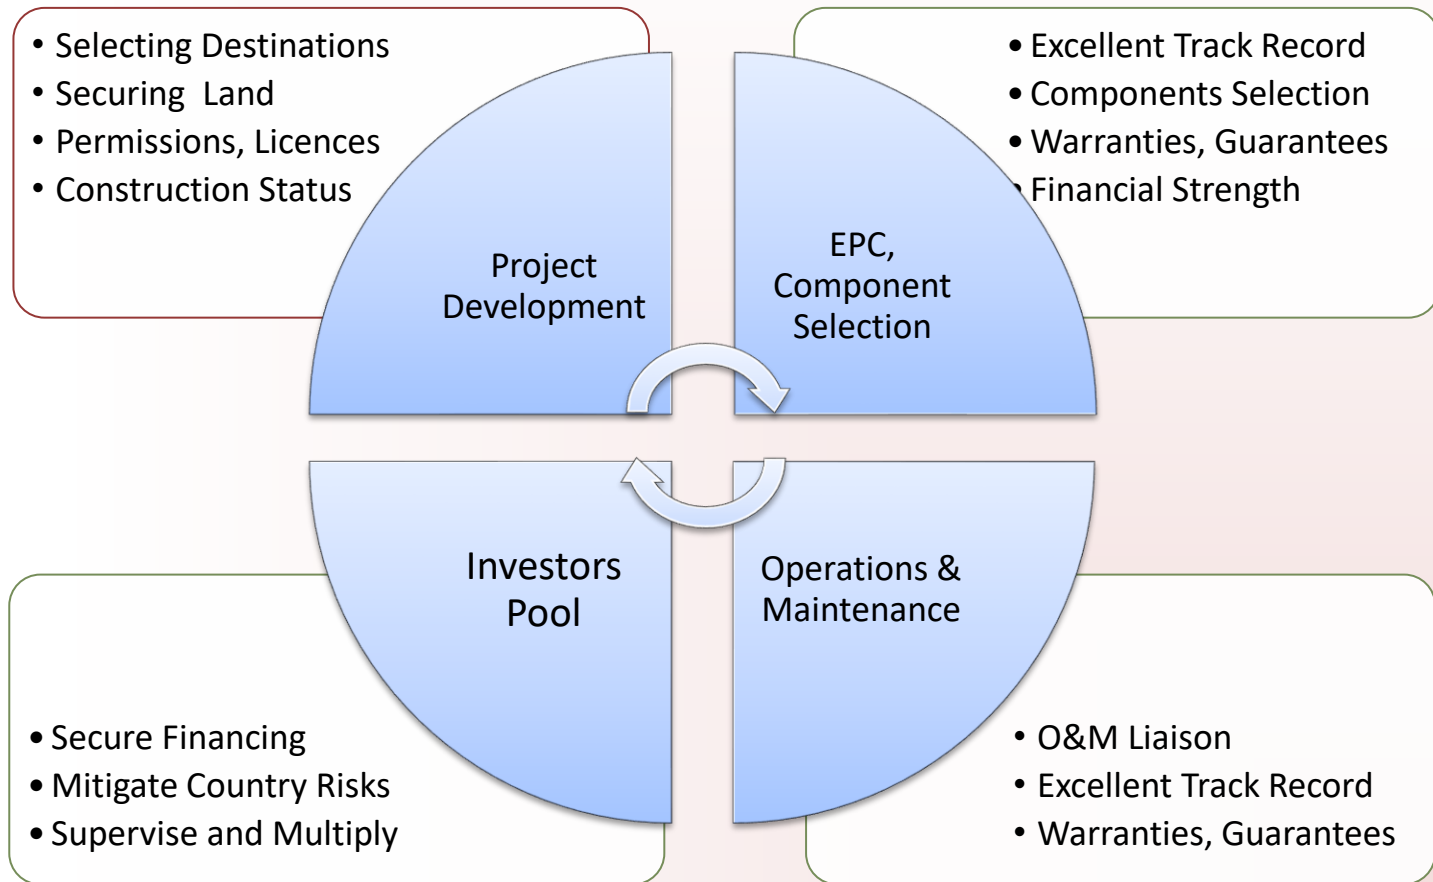 • Selecting Destinations
• Securing Land
• Permissions, Licences
• Construction Status
• Excellent Track Record
• Components Selection
• Warranties, Guarantees
• Financial Strength
Project
Development
EPC,
Component
Selection
Investors
Pool
Operations &
Maintenance
• Secure Financing
• Mitigate Country Risks
• Supervise and Multiply
• O&M Liaison
• Excellent Track Record
• Warranties, Guarantees